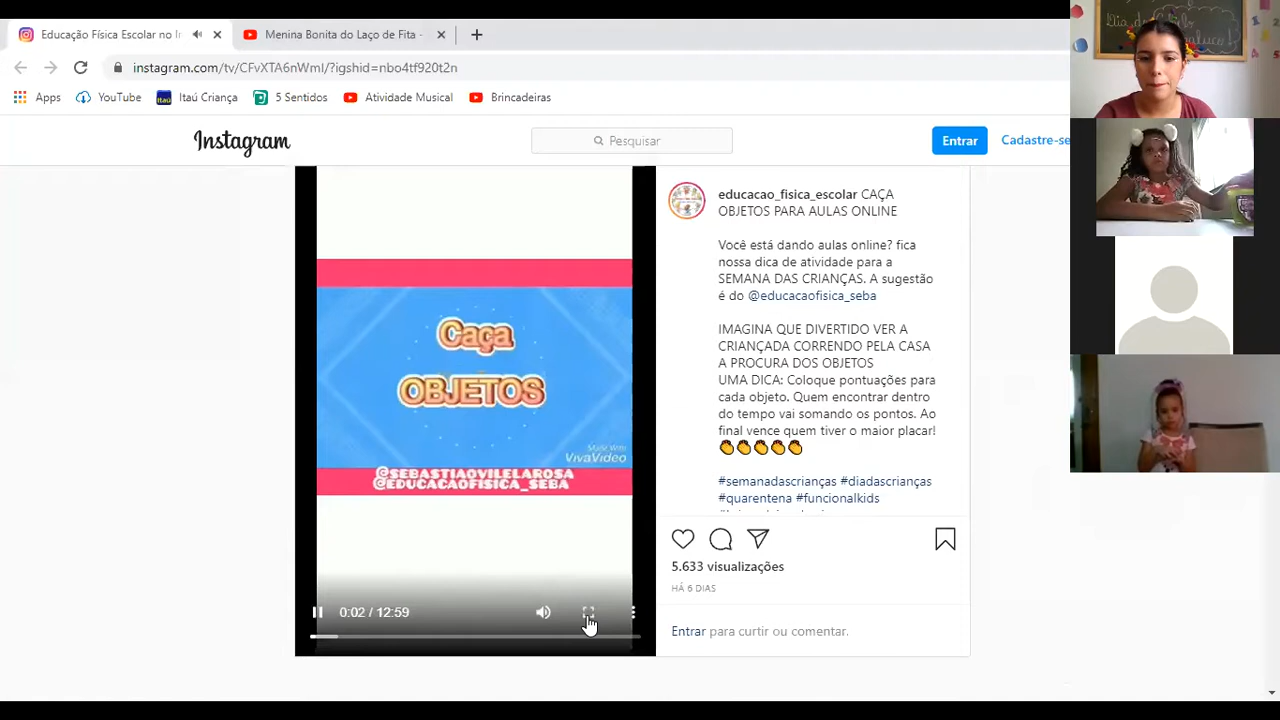 Educação Física Escolar no I
Menina Bonita do Laço de Fita -
instagram.com/tv/CFvXTA6nWml/?igshid=nbo4tf920t2n
Apps YouTube Itaú Criança 5 Sentidos Atividade Musical Brincadeiras
Instagram
Pesquisar
Entrar
Cadastre-se
Caça
OBJETOS
VivaVideo
@SEBASTIAOVILELAROSA
@EDUCACAOFISICA_SEBA
0:02 / 12:59
educacao_fisica_escolar CAÇA
OBJETOS PARA AULAS ONLINE
Você está dando aulas online? fica
nossa dica de atividade para a
SEMANA DAS CRIANÇAS. A sugestão
é do @educacaofisica_seba
IMAGINA QUE DIVERTIDO VER A
CRIANÇADA CORRENDO PELA CASA
A PROCURA DOS OBJETOS
UMA DICA: Coloque pontuações para
cada objeto. Quem encontrar dentro
do tempo vai somando os pontos. Ao
final vence quem tiver o maior placar!
👏👏👏👏👏
#semanadascrianças #diadascrianças
#quarentena #funcionalkids
5.633 visualizações
HÁ 6 DIAS
Entrar para curtir ou comentar.